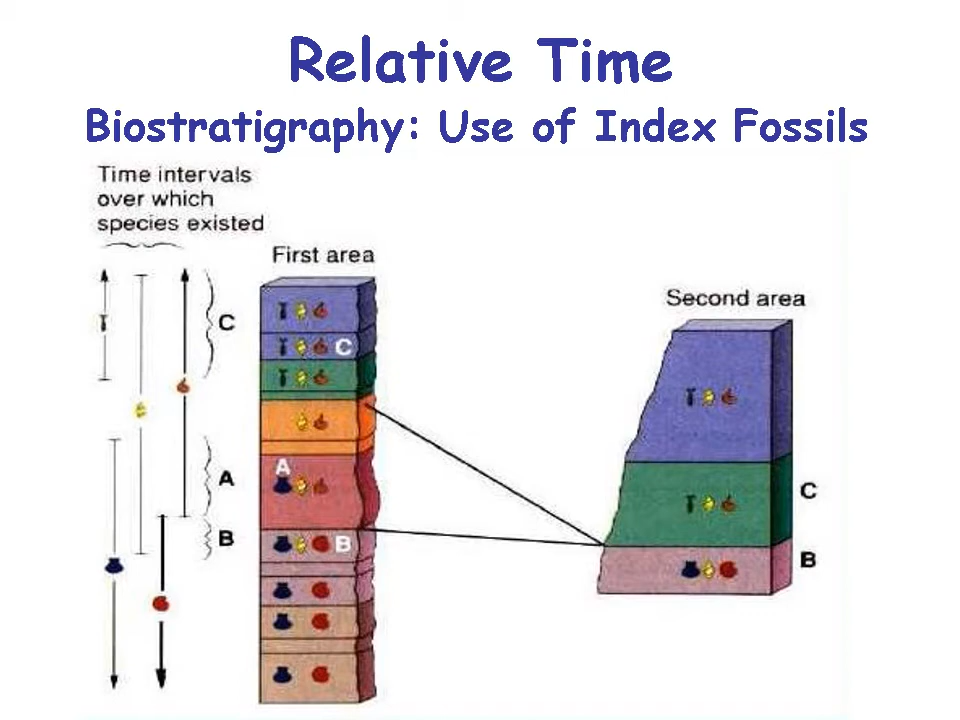 Relative Time
Biostratigraphy: Use of Index Fossils
Time intervals
over which
species existed
First area
Second area
C
A
B
C
A
B
C
B